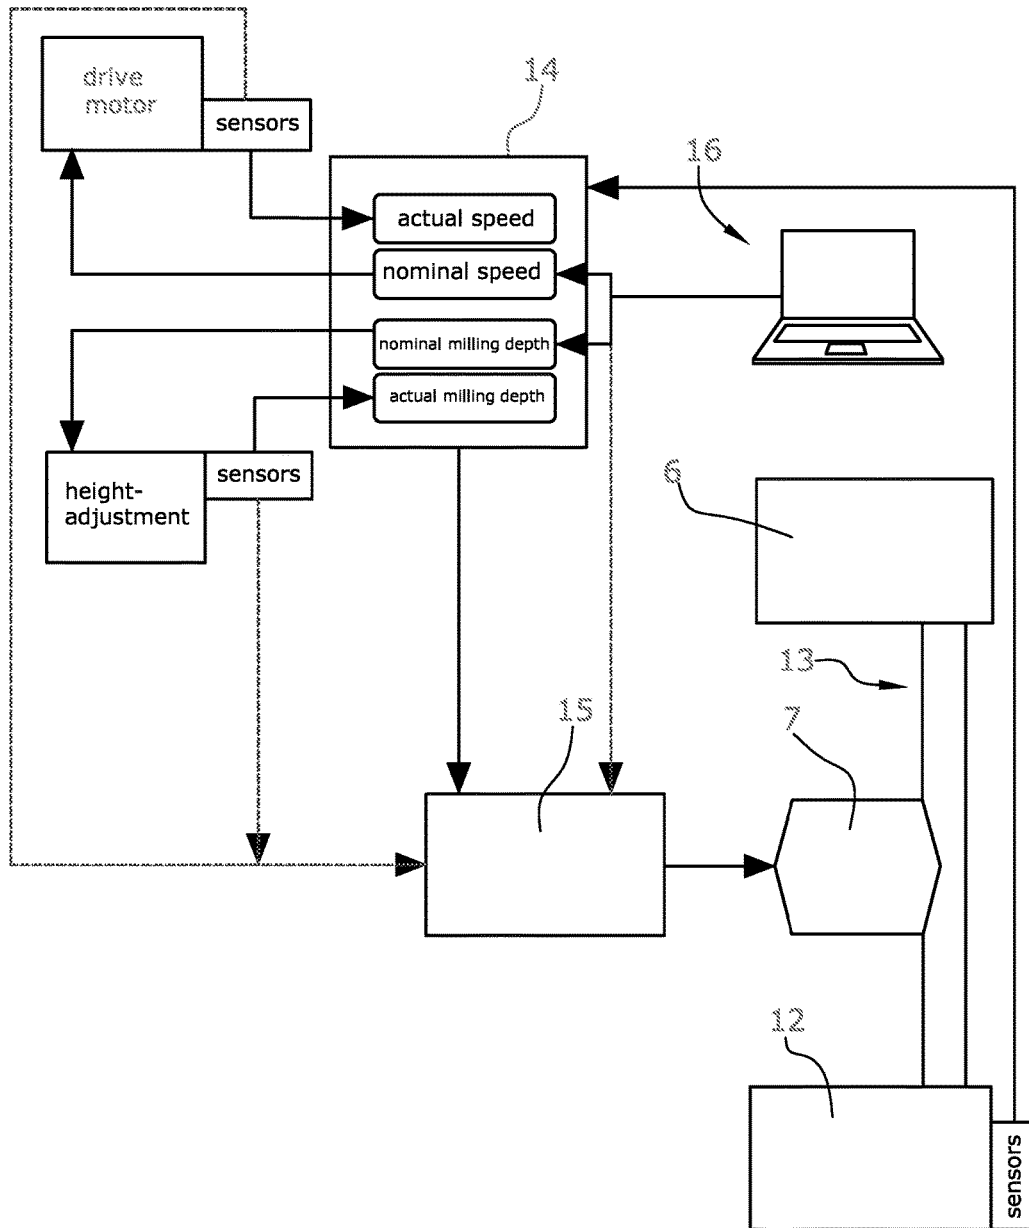 drive
motor
sensors
14
16
actual speed
nominal speed
nominal milling depth
actual milling depth
sensors
height-
adjustment
6
13
15
7
12
sensors